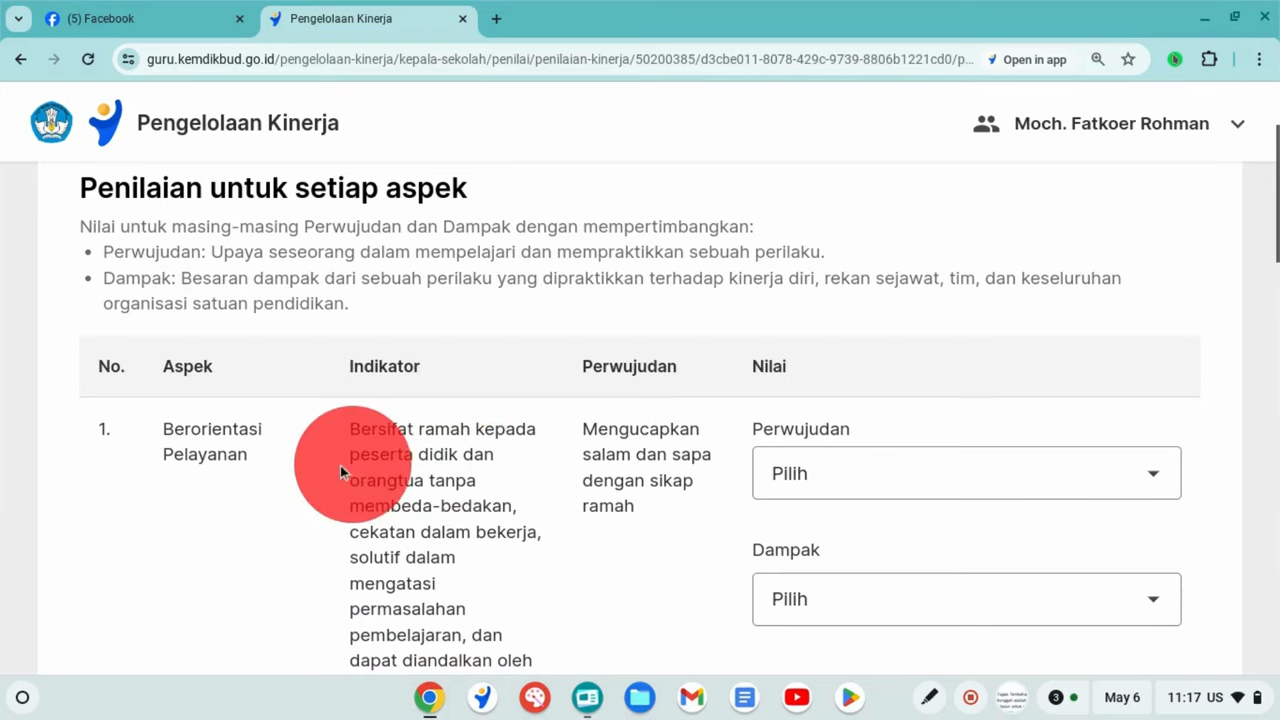 (5) Facebook
Pengelolaan Kinerja
guru.kemdikbud.go.id/pengelolaan-kinerja/kepala-sekolah/penilai/penilaian-kinerja/50200385/d3cbe011-8078-429c-9739-8806b1221cd0/p...
Open in app
Pengelolaan Kinerja
Moch. Fatkoer Rohman
Penilaian untuk setiap aspek
Nilai untuk masing-masing Perwujudan dan Dampak dengan mempertimbangkan:
• Perwujudan: Upaya seseorang dalam mempelajari dan mempraktikkan sebuah perilaku.
• Dampak: Besaran dampak dari sebuah perilaku yang dipraktikkan terhadap kinerja diri, rekan sejawat, tim, dan keseluruhan
organisasi satuan pendidikan.
No. Aspek Indikator Perwujudan Nilai
1.
Berorientasi
Pelayanan
Bersifat ramah kepada
peserta didik dan
orangtua tanpa
membeda-bedakan,
cekatan dalam bekerja,
solutif dalam
mengatasi
permasalahan
pembelajaran, dan
dapat diandalkan oleh
Mengucapkan
salam dan sapa
dengan sikap
ramah
Perwujudan
Pilih
Dampak
Pilih
3
May 6
11:17 US